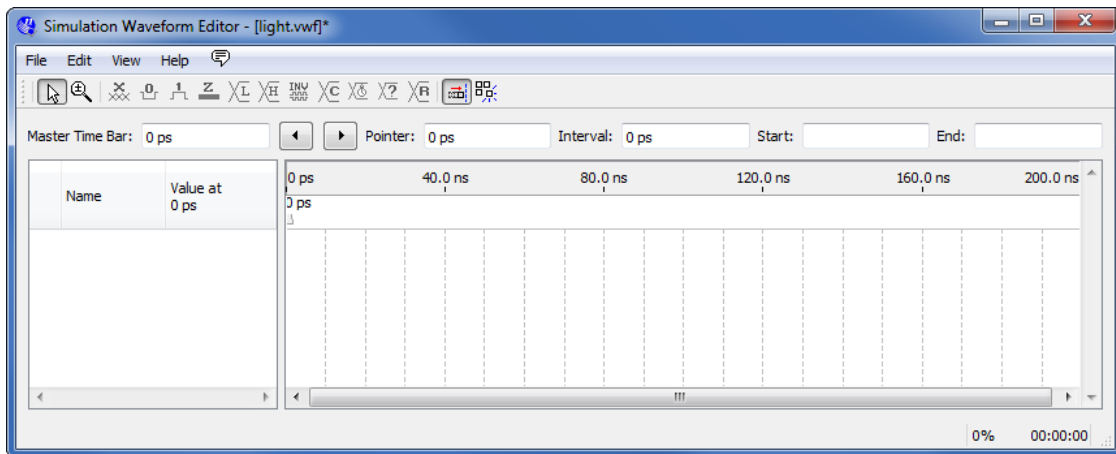 Simulation Waveform Editor - [light.vwf]*
File Edit View Help
Z L H INV C 2 R
Master Time Bar: 0 ps Pointer: 0 ps Interval: 0 ps Start: End:
Name Value at 0 ps
0 ps 40.0 ns 80.0 ns 120.0 ns 160.0 ns 200.0 ns
0 ps
0% 00:00:00